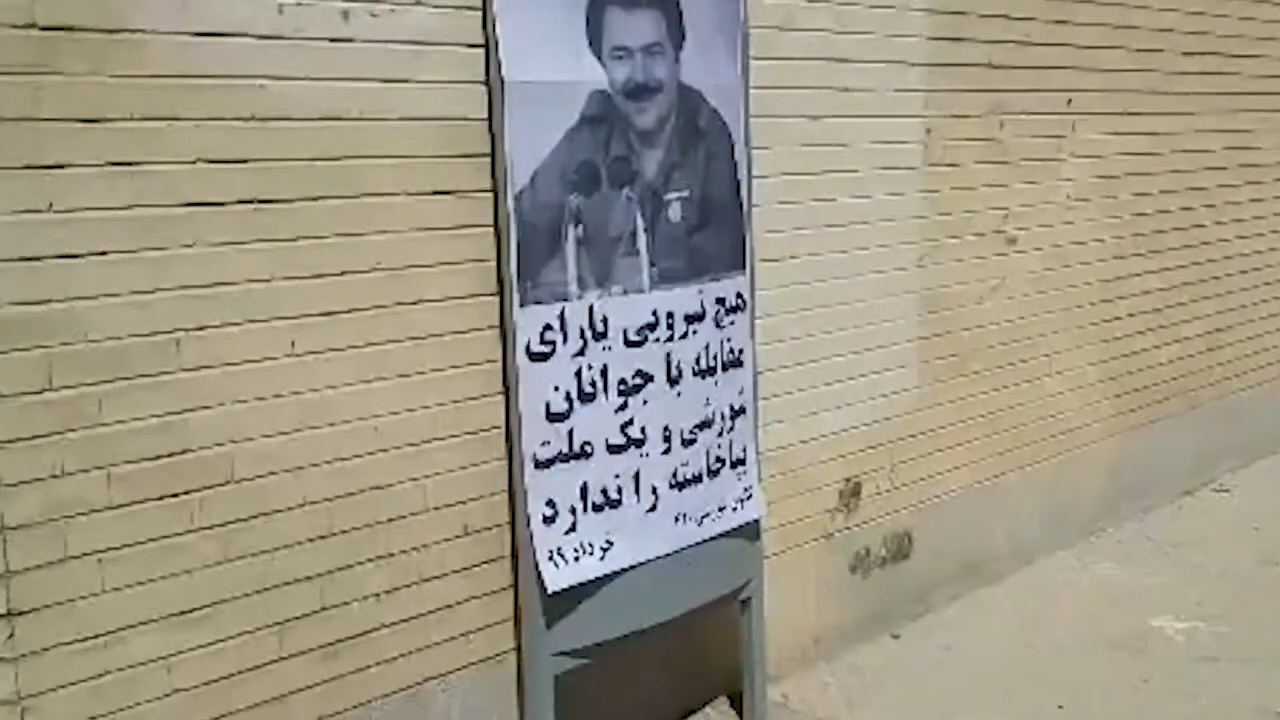 هیچ نیرویی یارای
مقابله با جوانان
شورشی و یک ملت
بپاخاسته را ندارد
خرداد ۹۹